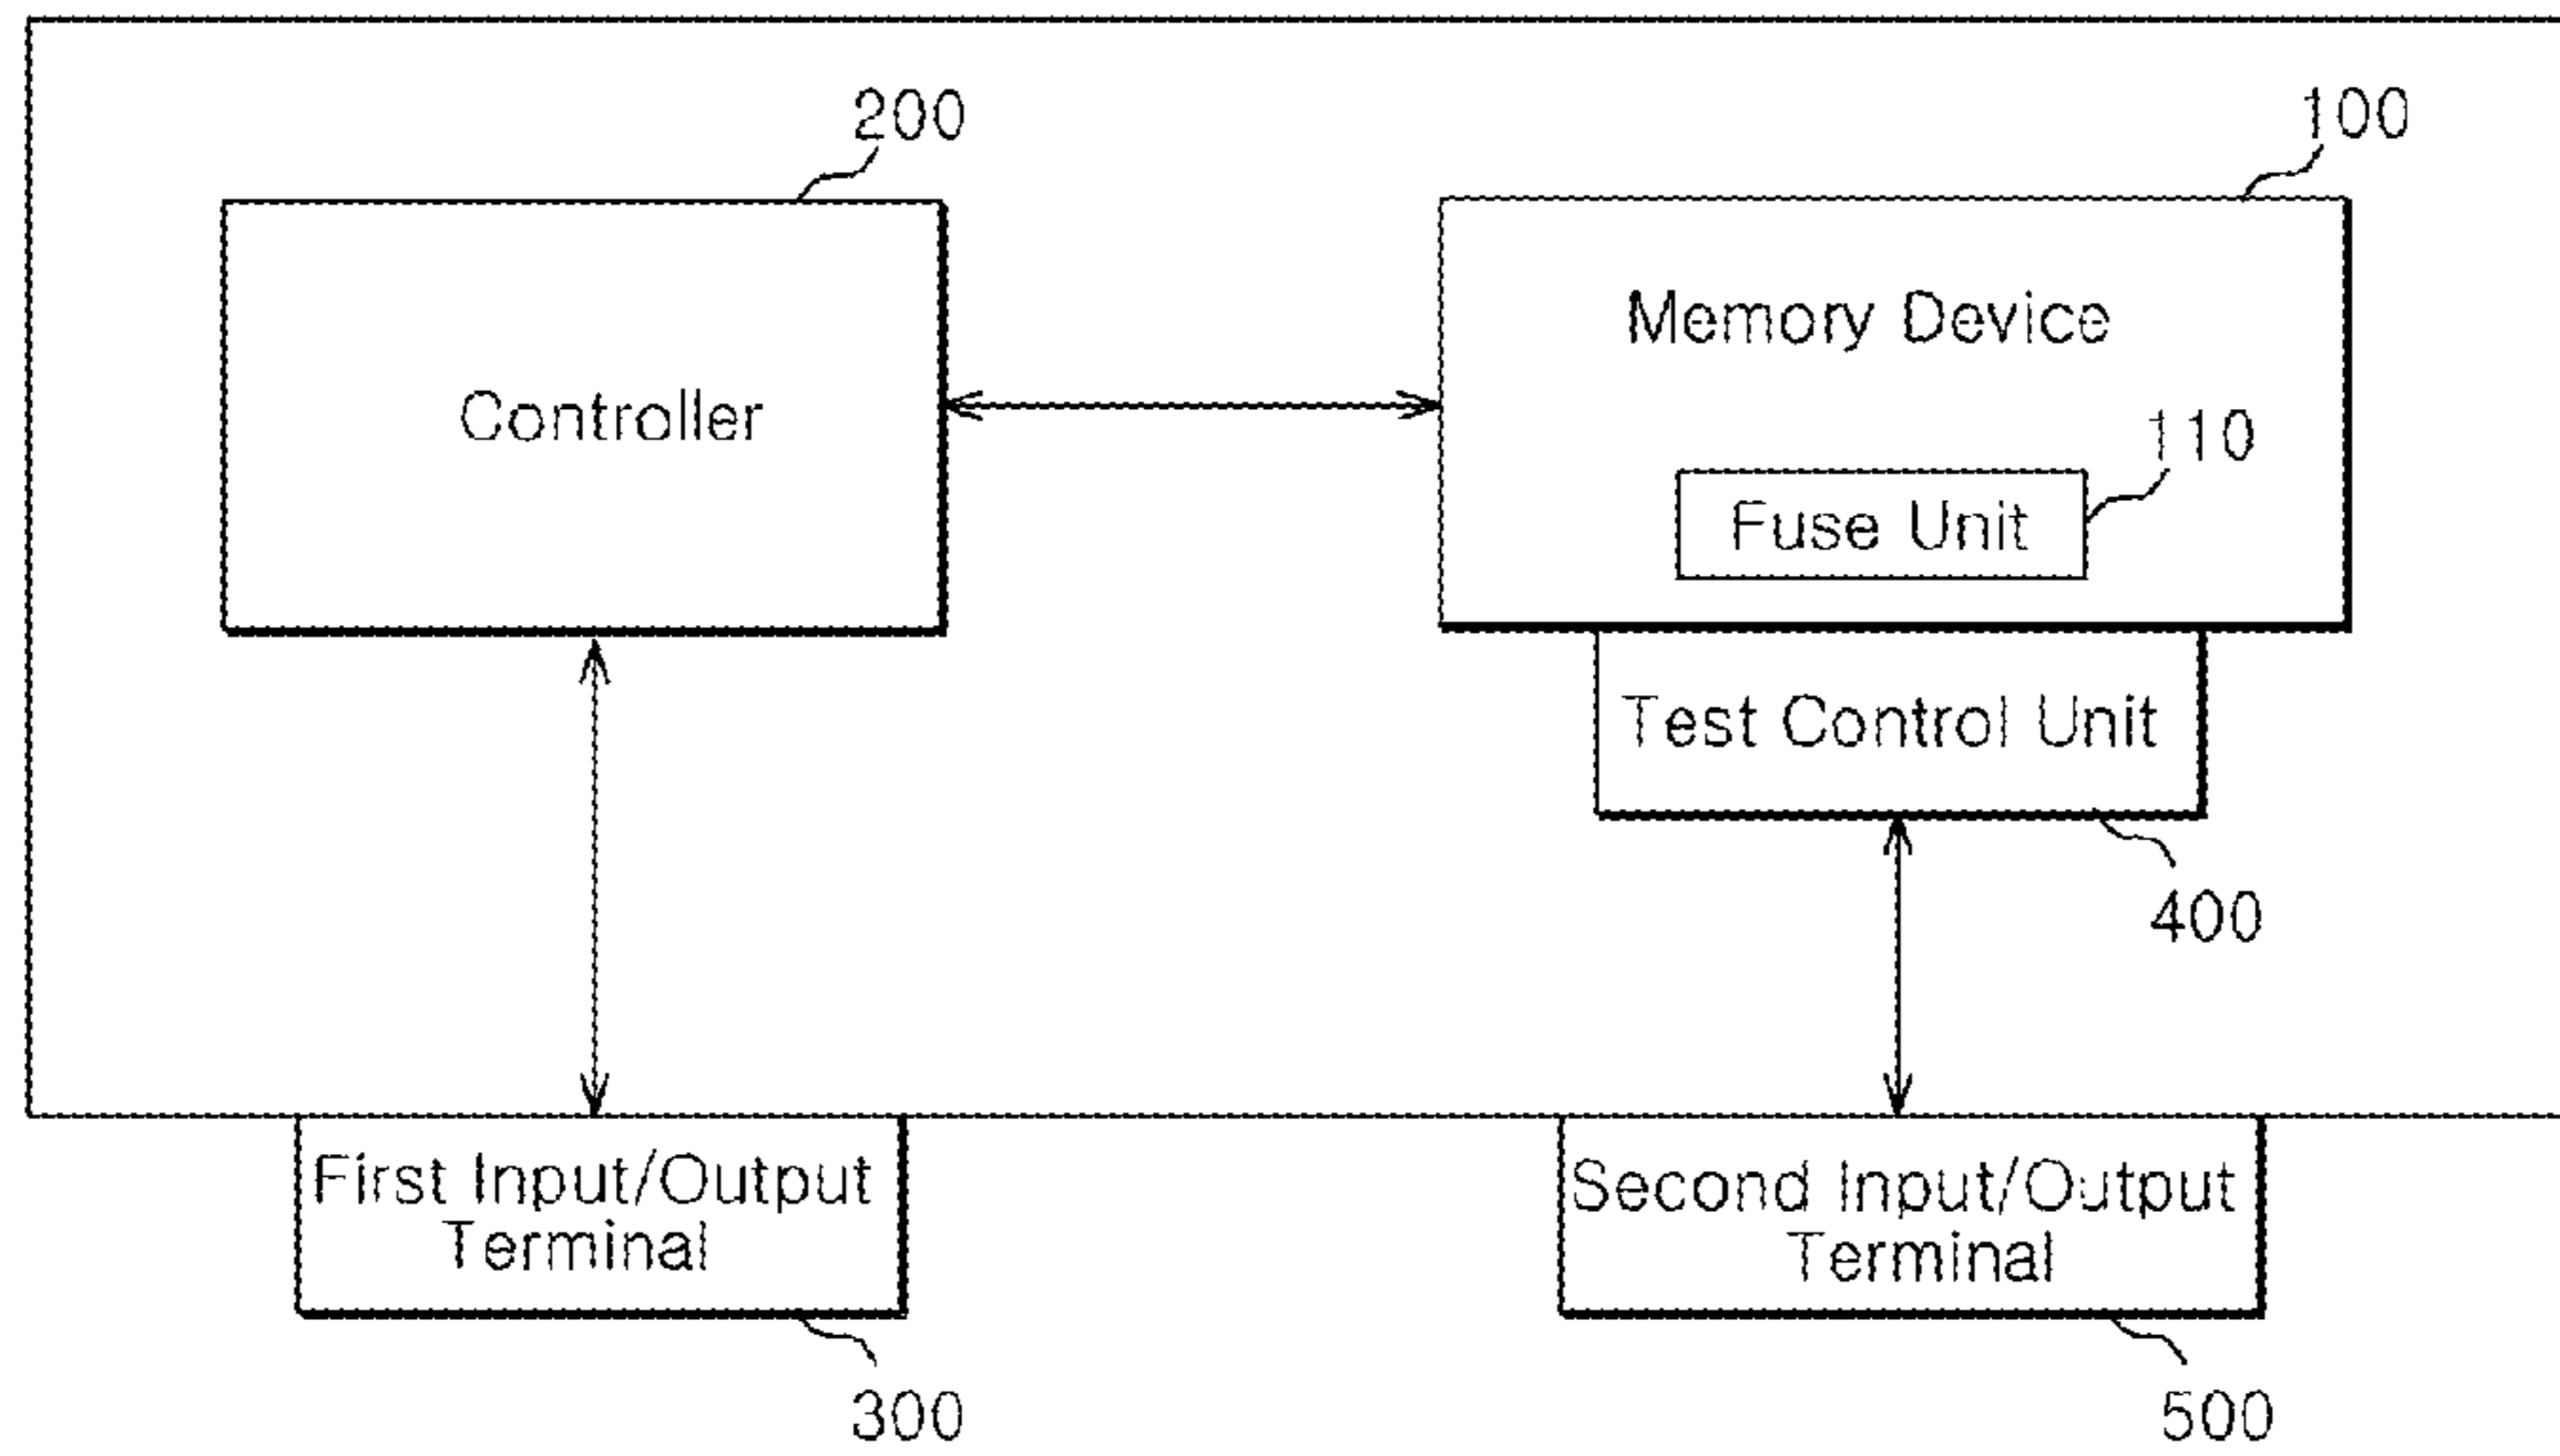 200
100
Controller
Memory Device
110
Fuse Unit
Test Control Unit
400
First Input/Output
Terminal
300
Second Input/Output
Terminal
500